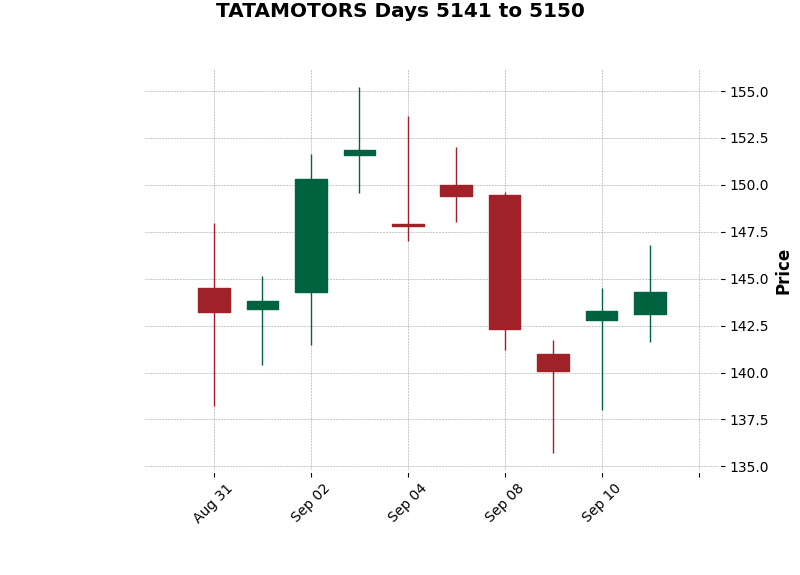 TATAMOTORS Days 5141 to 5150
155.0
152.5
150.0
147.5
145.0
142.5
140.0
137.5
135.0
Price
Aug 31
Sep 02
Sep 04
Sep 08
Sep 10